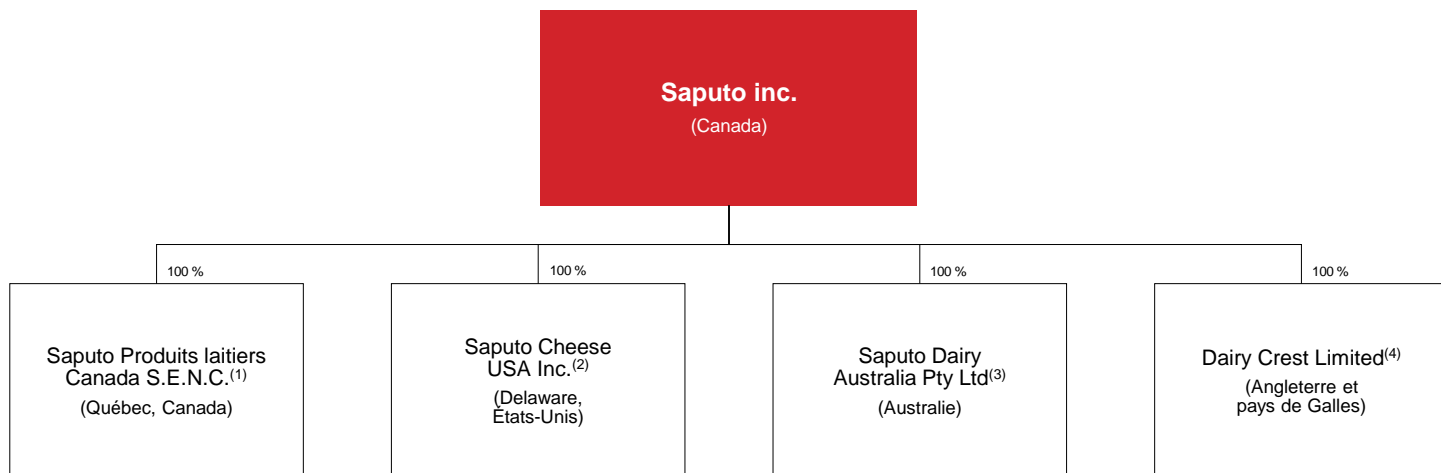 Saputo inc.
(Canada)
100 %
100 %
100 %
100 %
Saputo Produits laitiers
Canada S.E.N.C.(1)
(Québec, Canada)
Saputo Cheese
USA Inc.(2)
(Delaware,
États-Unis)
Saputo Dairy
Australia Pty Ltd(3)
(Australie)
Dairy Crest Limited(4)
(Angleterre et
pays de Galles)